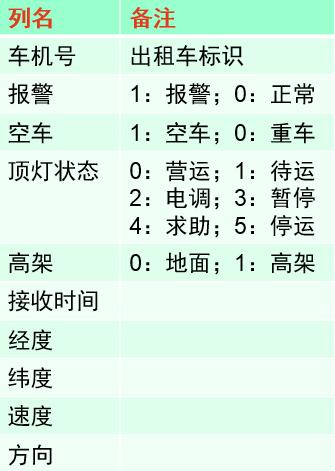 列名 备注
车机号 出租车标识
报警 1：报警；0：正常
空车 1：空车；0：重车
顶灯状态 0：营运；1：待运
2：电调；3：暂停
4：求助；5：停运
高架 0：地面；1：高架
接收时间
经度
纬度
速度
方向